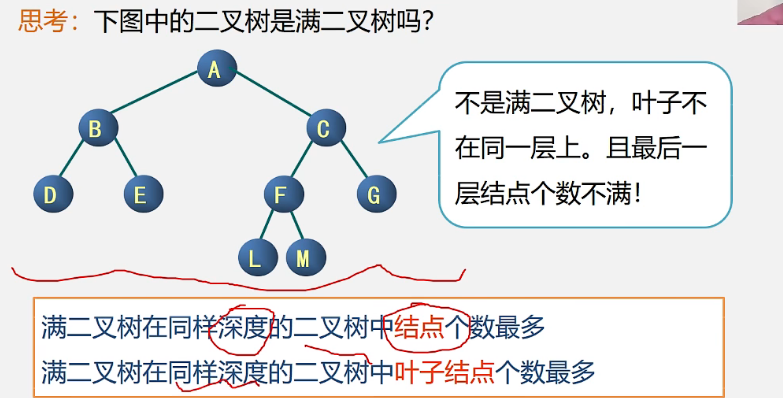 思考：下图中的二叉树是满二叉树吗？
A
B
C
不是满二叉树，叶子不
在同一层上。且最后一
层结点个数不满！
D
E
F
G
L
M
满二叉树在同样深度的二叉树中结点个数最多
满二叉树在同样深度的二叉树中叶子结点个数最多